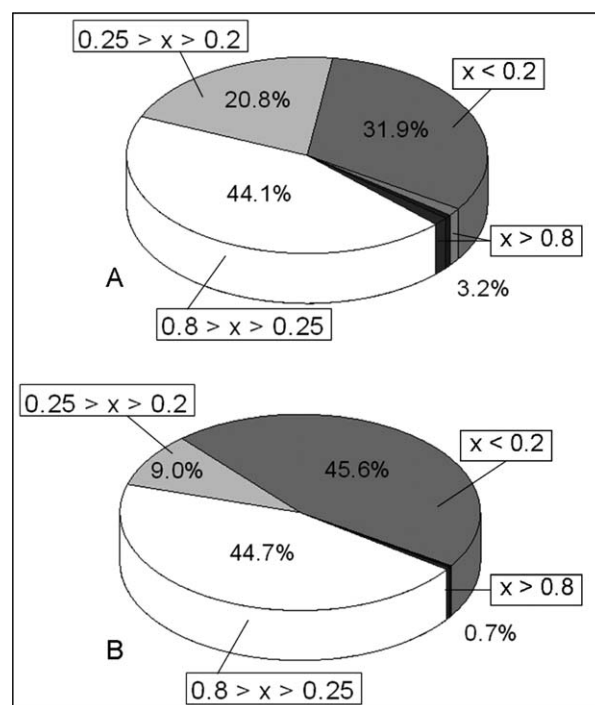 0.25 > x > 0.2
x < 0.2
20.8%
31.9%
44.1%
x > 0.8
A
3.2%
0.8 > x > 0.25
0.25 > x > 0.2
x < 0.2
9.0%
45.6%
44.7%
x > 0.8
0.7%
B
0.8 > x > 0.25